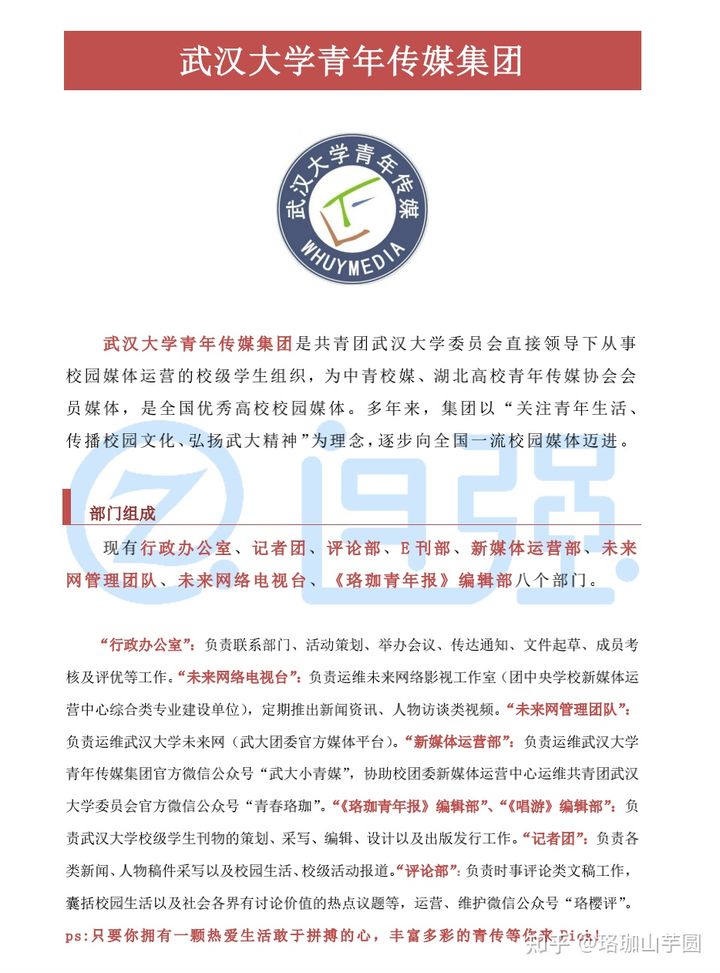 武汉大学青年传媒集团
武汉大学青年传媒
WHUYMEDIA
武汉大学青年传媒集团是共青团武汉大学委员会直接领导下从事
校园媒体运营的校级学生组织，为中青校媒、湖北高校青年传媒协会会
员媒体，是全国优秀高校校园媒体。多年来，集团以“关注青年生活、
传播校园文化、弘扬武大精神”为理念，逐步向全国一流校园媒体迈进。
自强
部门组成
现有行政办公室、记者团、评论部、E刊部、新媒体运营部、未来
网管理团队、未来网络电视台、《珞珈青年报》编辑部八个部门。
“行政办公室”：负责联系部门、活动策划、举办会议、传达通知、文件起草、成员考
核及评优等工作。“未来网络电视台”：负责运维未来网络影视工作室（团中央学校新媒体运
营中心综合类专业建设单位），定期推出新闻资讯、人物访谈类视频。“未来网管理团队”：
负责运维武汉大学未来网（武大团委官方媒体平台）。“新媒体运营部”：负责运维武汉大学
青年传媒集团官方微信公众号“武大小青媒”，协助校团委新媒体运营中心运维共青团武汉
大学委员会官方微信公众号“青春珞珈”。“《珞珈青年报》编辑部”、“《唱游》编辑部”：负
责武汉大学校级学生刊物的策划、采写、编辑、设计以及出版发行工作。“记者团”：负责各
类新闻、人物稿件采写以及校园生活、校级活动报道。“评论部”：负责时事评论类文稿工作，
囊括校园生活以及社会各界有讨论价值的热点议题等，运营、维护微信公众号“珞樱评”。
ps:只要你拥有一颗热爱生活敢于拼搏的心，丰富多彩的青传等你来 Pick!
知乎 @珞珈山芋圆